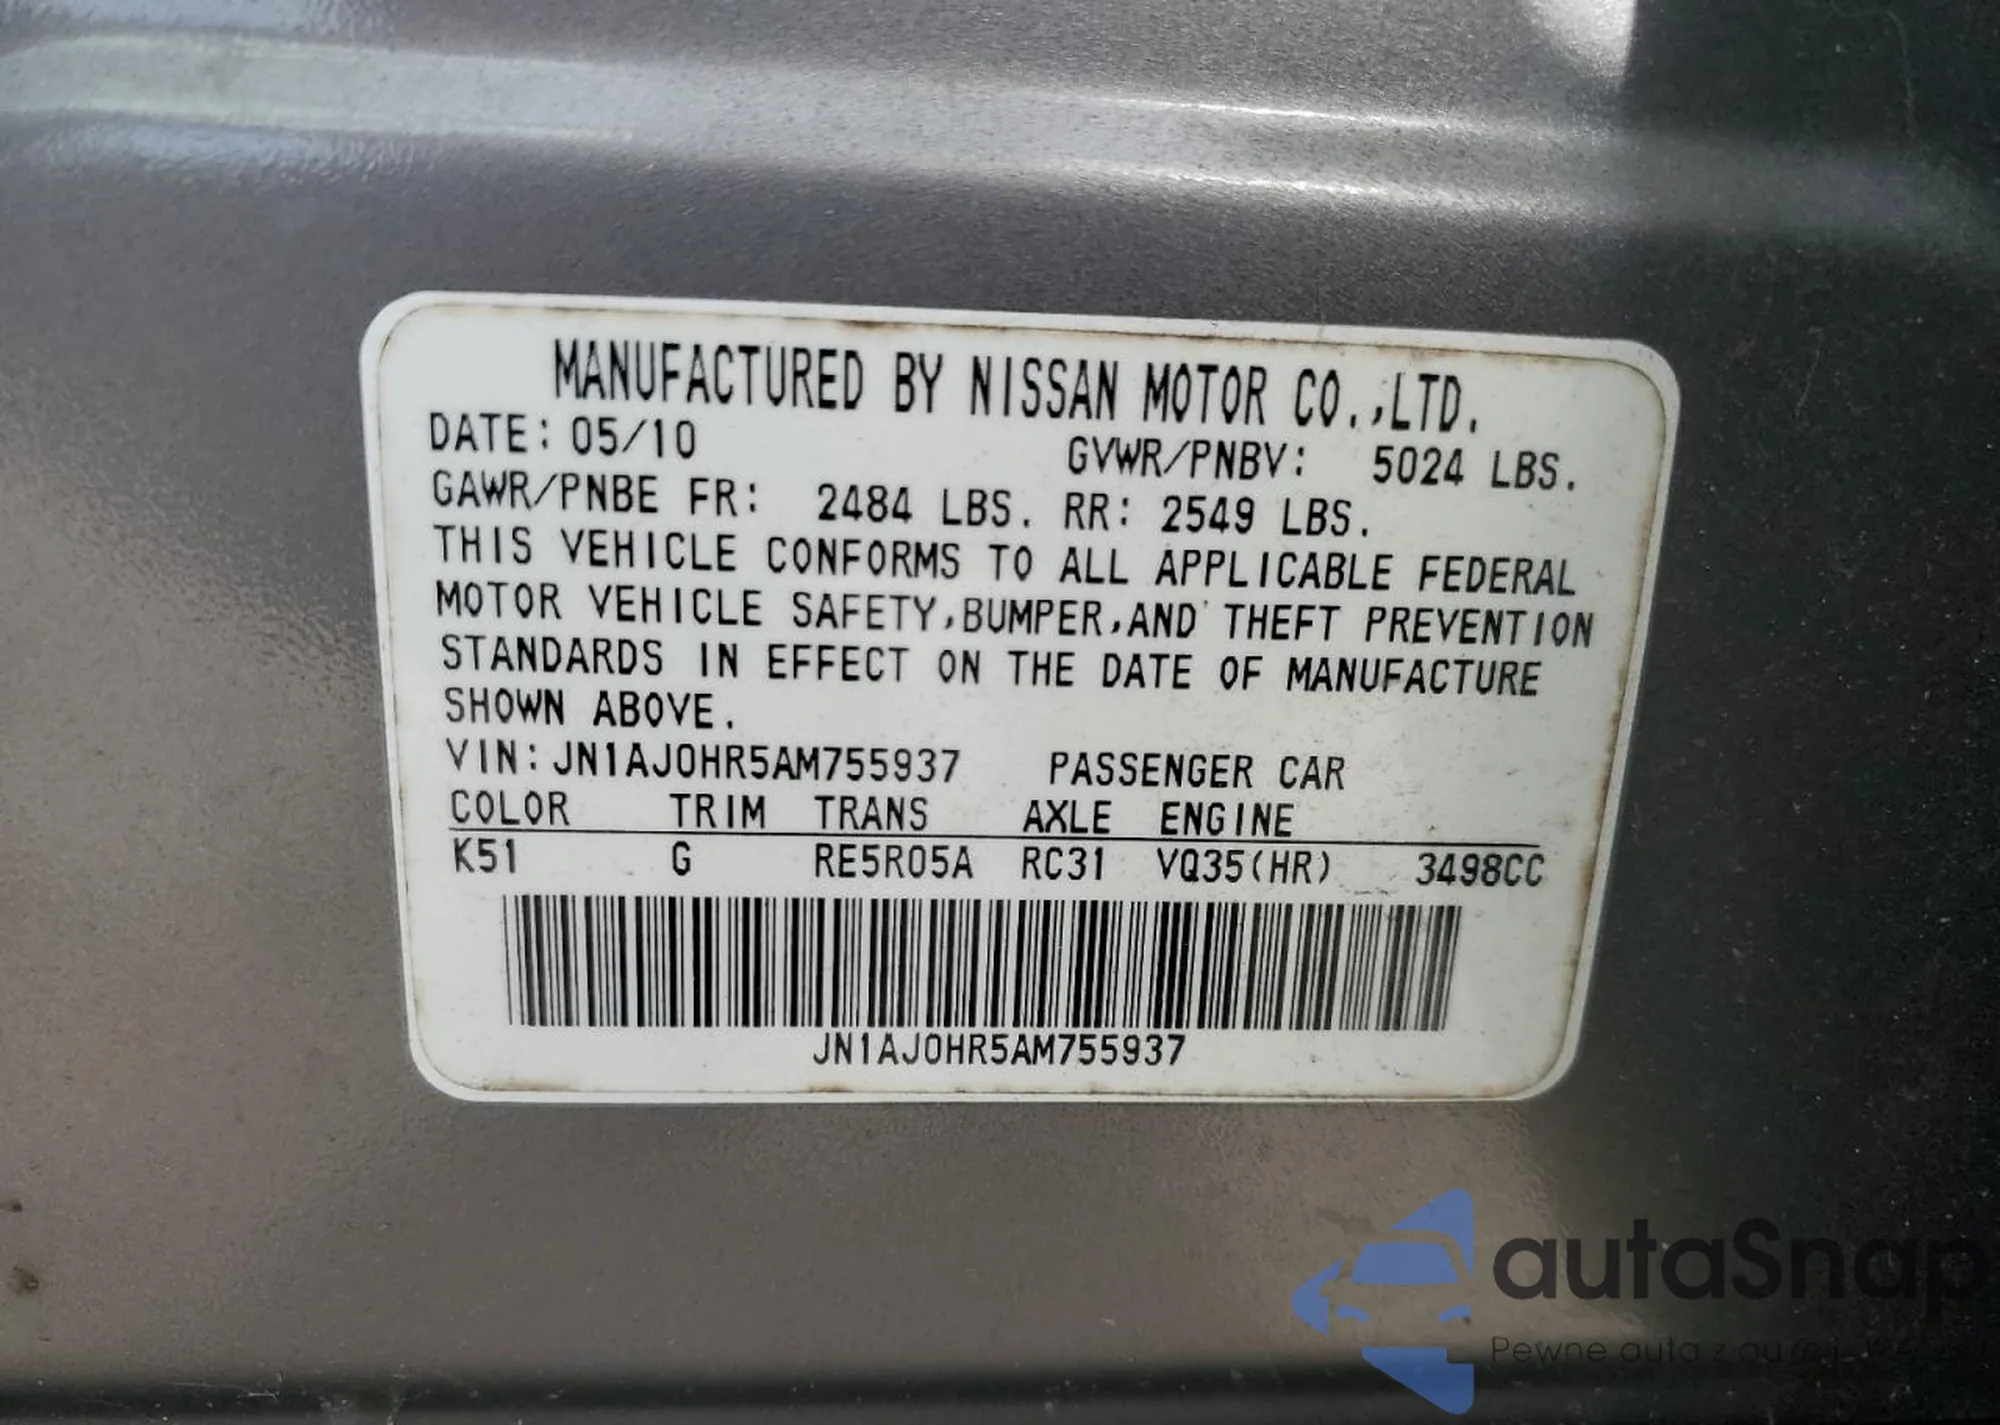 MANUFACTURED BY NISSAN MOTOR CO.,LTD.
DATE: 05/10 GVWR/PNBV: 5024 LBS.
GAWR/PNBE FR: 2484 LBS. RR: 2549 LBS.
THIS VEHICLE CONFORMS TO ALL APPLICABLE FEDERAL
MOTOR VEHICLE SAFETY,BUMPER,AND THEFT PREVENTION
STANDARDS IN EFFECT ON THE DATE OF MANUFACTURE
SHOWN ABOVE.
VIN:JN1AJ0HR5AM755937 PASSENGER CAR
COLOR TRIM TRANS AXLE ENGINE
K51 G RE5R05A RC31 VQ35(HR) 3498CC
JN1AJ0HR5AM755937
autaSnap
Pewne auta z